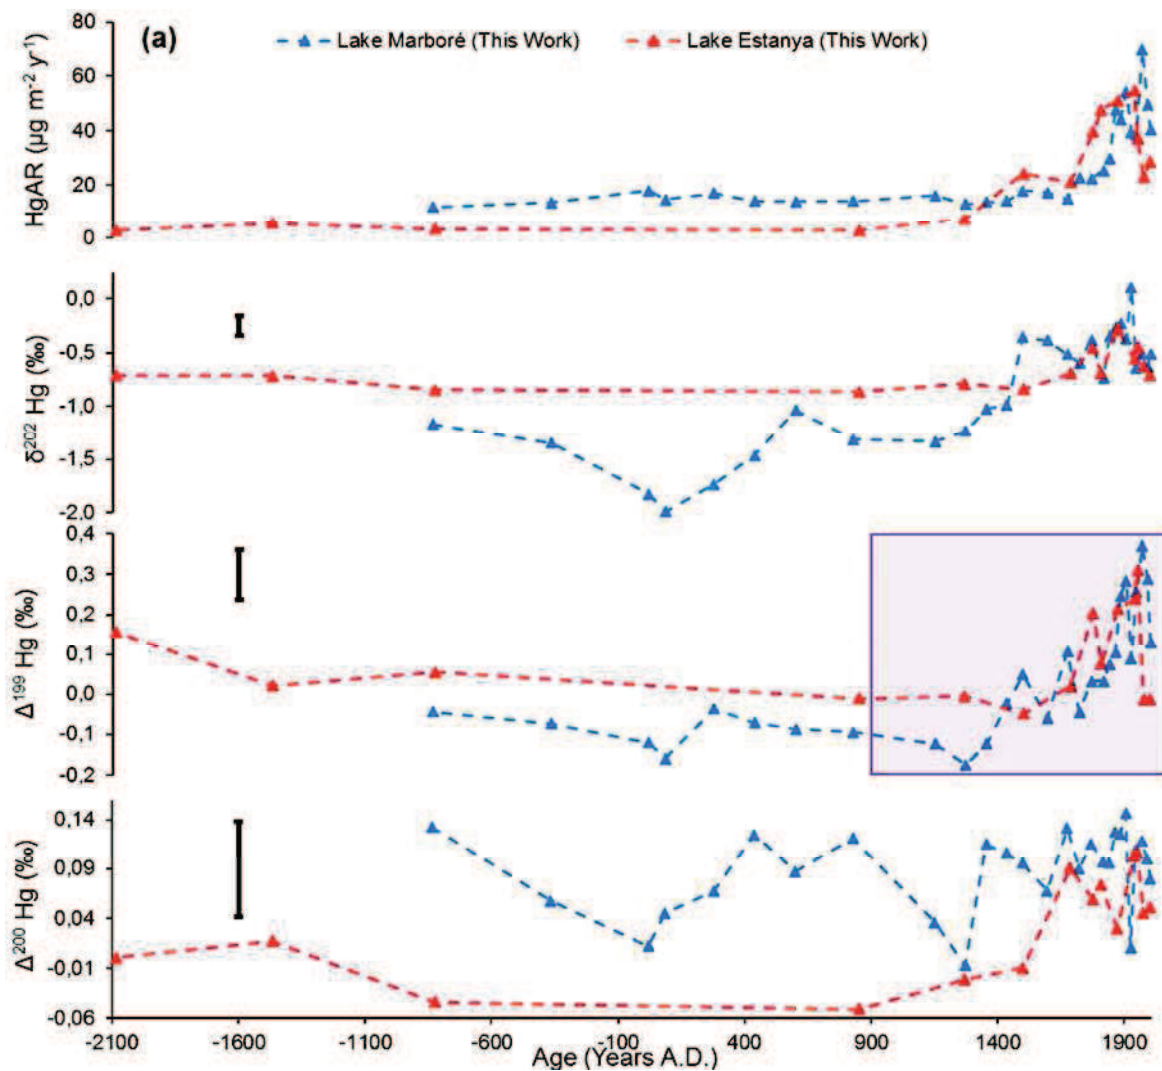 (a)
Lake Marboré (This Work)
Lake Estanya (This Work)
HgAR (µg m⁻² y⁻¹)
80
60
40
20
0
δ²⁰² Hg (‰)
0,0
-0,5
-1,0
-1,5
-2,0
Δ¹⁹⁹ Hg (‰)
0,4
0,3
0,2
0,1
0,0
-0,1
-0,2
Δ²⁰⁰ Hg (‰)
0,14
0,09
0,04
-0,01
-0,06
-2100 -1600 -1100 -600 -100 400 900 1400 1900
Age (Years A.D.)